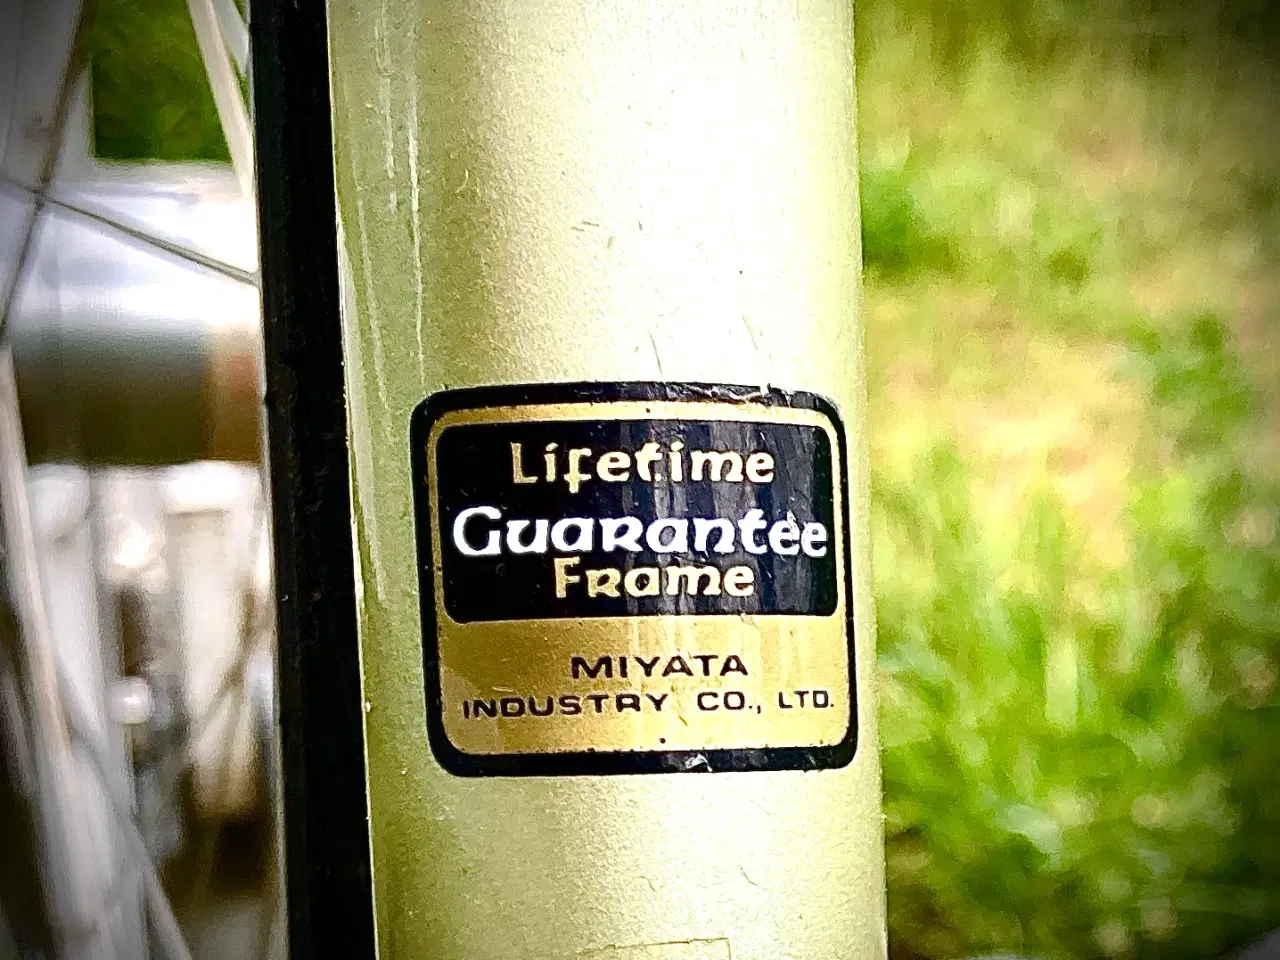 Lifetime
Guarantee
Frame
MIYATA
INDUSTRY CO., LTD.